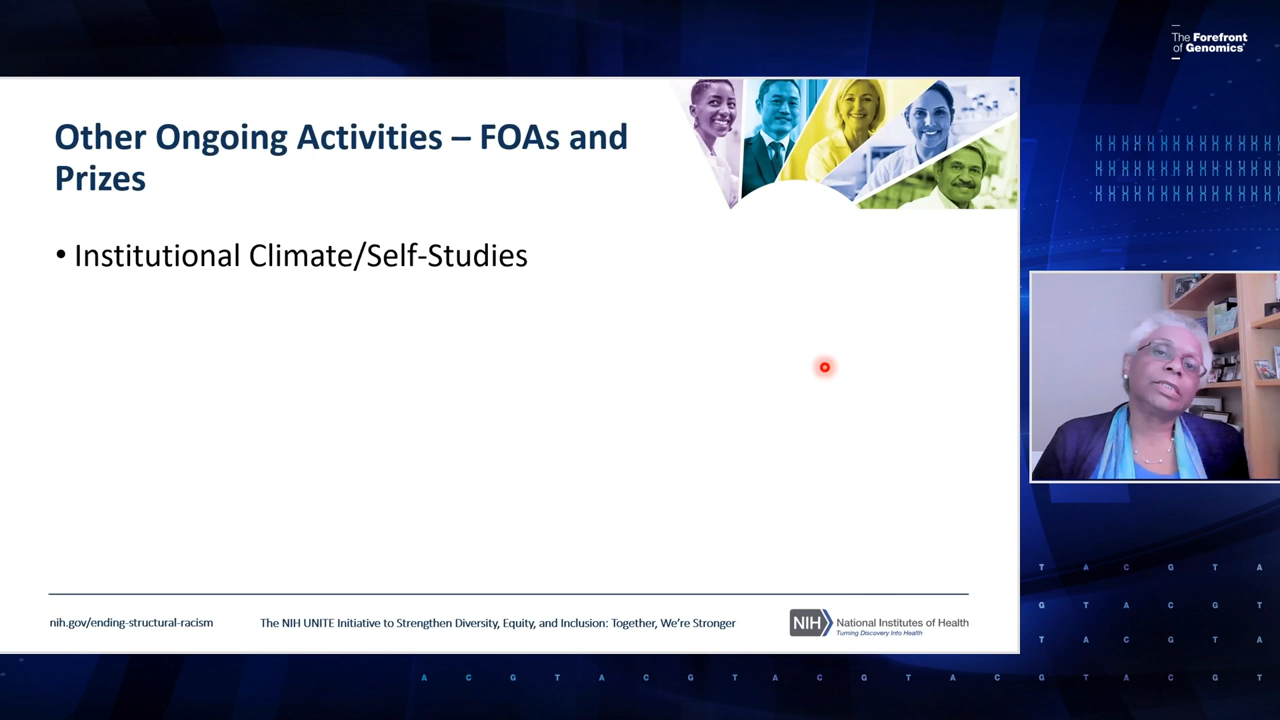 The Forefront
of Genomics®
Other Ongoing Activities – FOAs and
Prizes
• Institutional Climate/Self-Studies
nih.gov/ending-structural-racism
The NIH UNITE Initiative to Strengthen Diversity, Equity, and Inclusion: Together, We're Stronger
NIH
National Institutes of Health
Turning Discovery Into Health
T A C G T A
G T A C G T
T A C G T A
A C G T A C G T A C G T A C G T A C G T